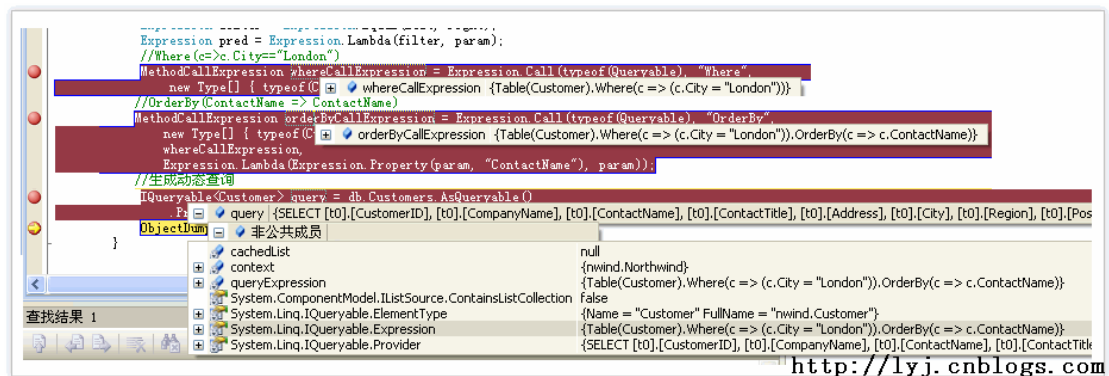 Expression pred = Expression.Lambda(filter, param);
//Where(c=>c.City=="London")
MethodCallExpression whereCallExpression = Expression.Call(typeof(Queryable), "Where",
new Type[] { typeof(C
whereCallExpression {Table(Customer).Where(c => (c.City = "London"))}
//OrderBy(ContactName => ContactName)
MethodCallExpression orderByCallExpression = Expression.Call(typeof(Queryable), "OrderBy",
new Type[] { typeof(C
orderByCallExpression {Table(Customer).Where(c => (c.City = "London")).OrderBy(c => c.ContactName)}
whereCallExpression,
Expression.Lambda(Expression.Property(param, "ContactName"), param));
//生成动态查询
IQueryable<Customer> query = db.Customers.AsQueryable()
.Pr
query {SELECT [t0].[CustomerID], [t0].[CompanyName], [t0].[ContactName], [t0].[ContactTitle], [t0].[Address], [t0].[City], [t0].[Region], [t0].[Pos
ObjectDum
非公共成员
}
cachedList null
context {nwind.Northwind}
queryExpression {Table(Customer).Where(c => (c.City = "London")).OrderBy(c => c.ContactName)}
System.ComponentModel.IListSource.ContainsListCollection false
System.Linq.IQueryable.ElementType {Name = "Customer" FullName = "nwind.Customer"}
查找结果 1
System.Linq.IQueryable.Expression {Table(Customer).Where(c => (c.City = "London")).OrderBy(c => c.ContactName)}
System.Linq.IQueryable.Provider {SELECT [t0].[CustomerID], [t0].[CompanyName], [t0].[ContactName], [t0].[ContactTitle
http://lyj.cnblogs.com